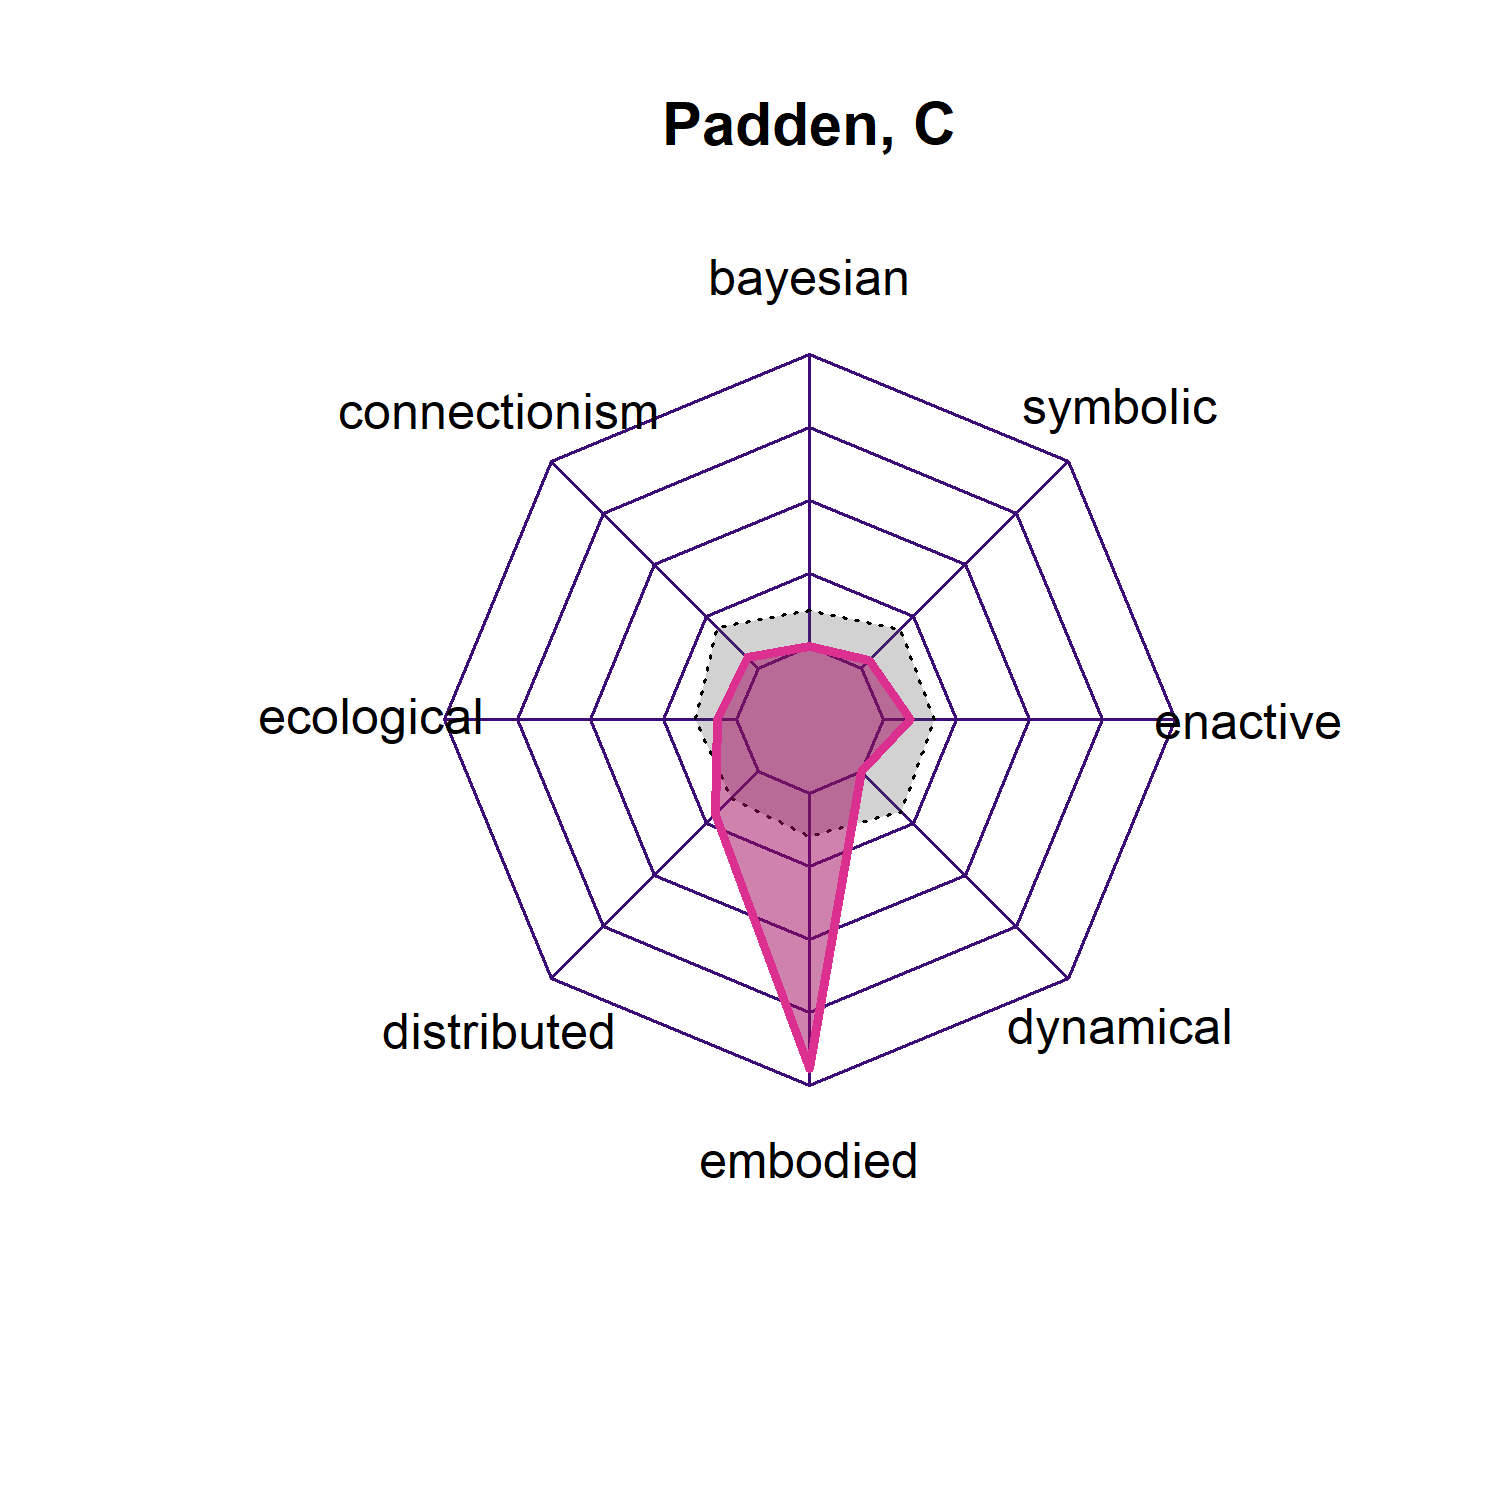 Padden, C
bayesian
symbolic
connectionism
ecological
enactive
distributed
dynamical
embodied